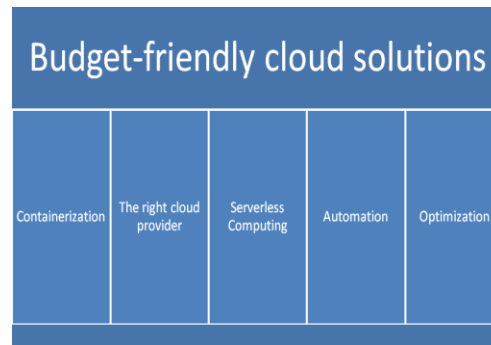 Budget-friendly cloud solutions
Containerization
The right cloud
provider
Serverless
Computing
Automation
Optimization